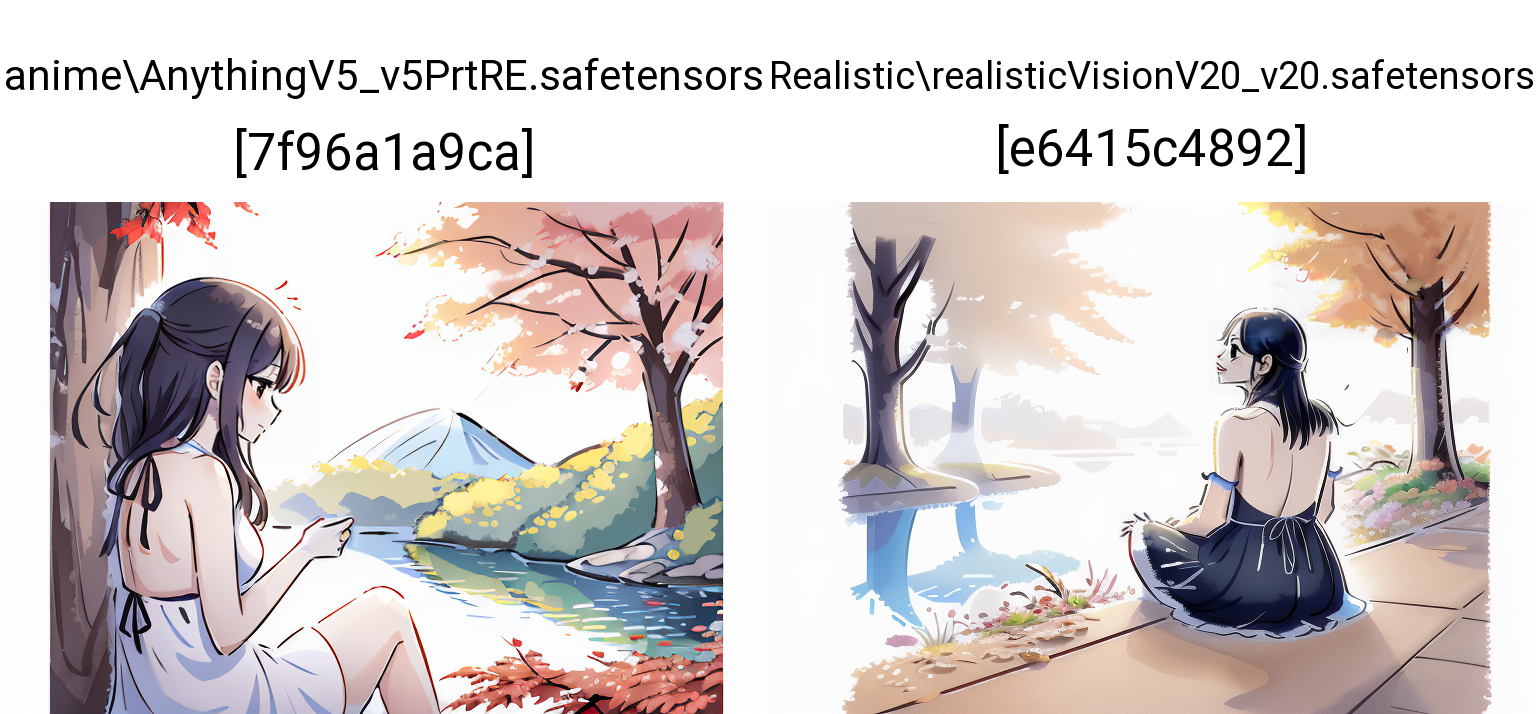 anime\AnythingV5_v5PrtRE.safetensors
[7f96a1a9ca]
Realistic\realisticVisionV20_v20.safetensors
[e6415c4892]